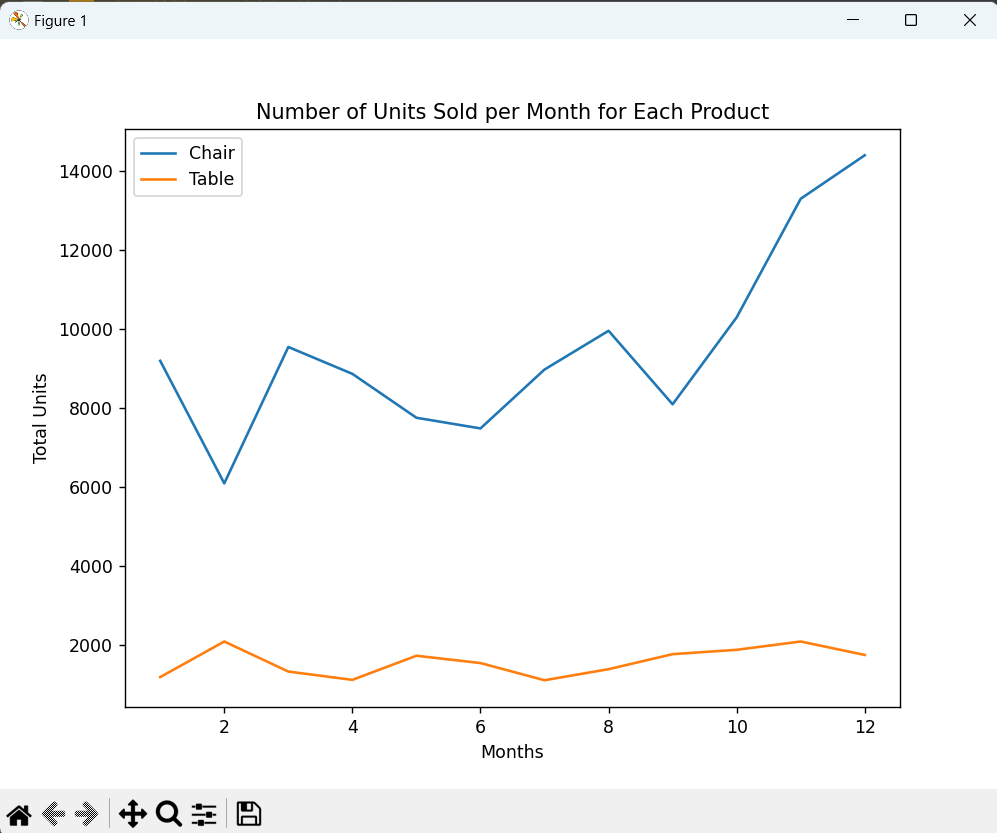 Figure 1
Number of Units Sold per Month for Each Product
Chair
Table
14000
12000
10000
8000
6000
4000
2000
Total Units
2 4 6 8 10 12
Months